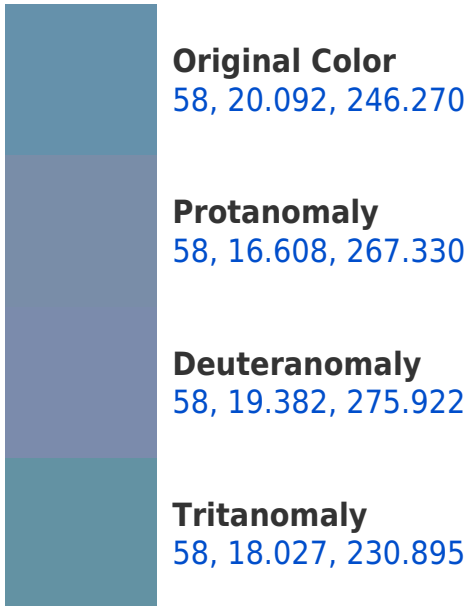 Original Color
58, 20.092, 246.270
Protanomaly
58, 16.608, 267.330
Deuteranomaly
58, 19.382, 275.922
Tritanomaly
58, 18.027, 230.895